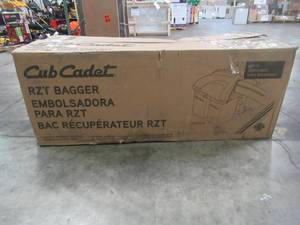 Cub Cadet
RZT BAGGER
EMBOLSADORA
PARA RZT
BAC RÉCUPÉRATEUR RZT